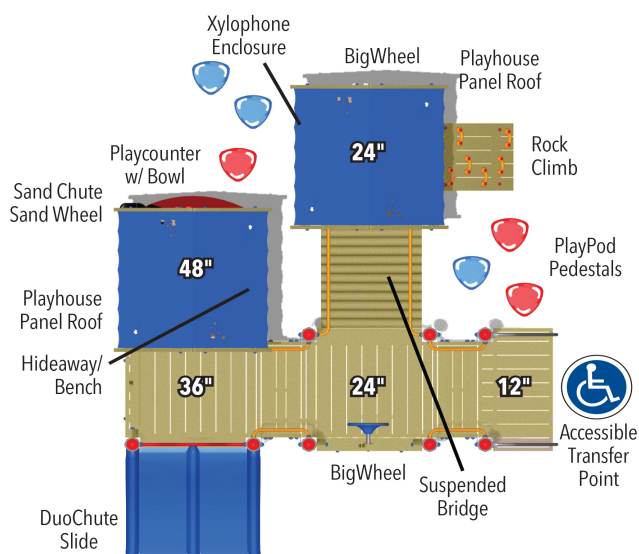 Xylophone
Enclosure
BigWheel
Playhouse
Panel Roof
24"
Rock
Climb
Playcounter
w/ Bowl
Sand Chute
Sand Wheel
48"
PlayPod
Pedestals
Playhouse
Panel Roof
Hideaway/
Bench
36"
24"
12"
Accessible
Transfer
Point
BigWheel
Suspended
Bridge
DuoChute
Slide